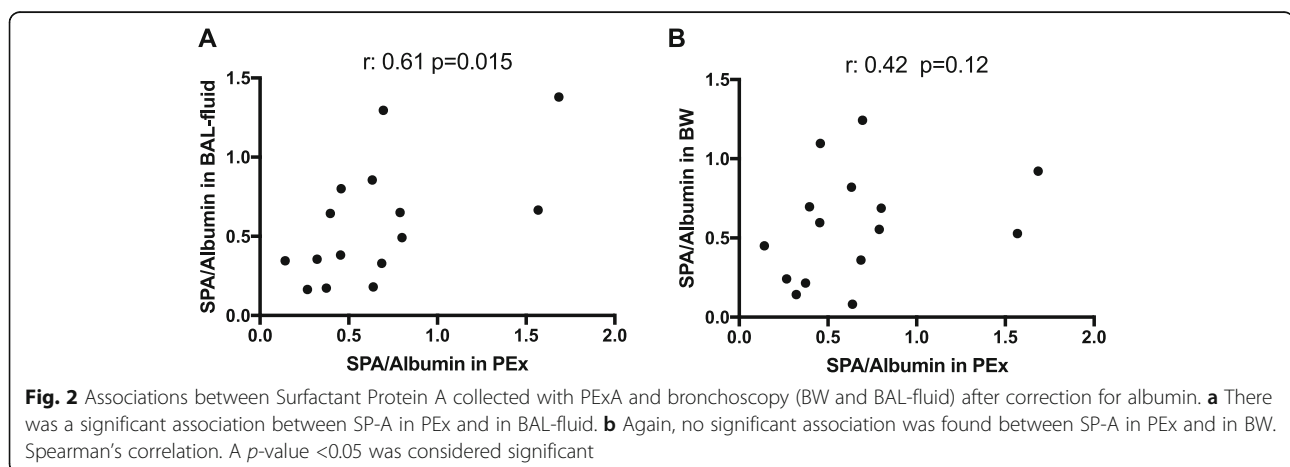 A
r: 0.61 p=0.015
SPA/Albumin in BAL-fluid
1.5
1.0
0.5
0.0
0.0 0.5 1.0 1.5 2.0
SPA/Albumin in PEx
B
r: 0.42 p=0.12
SPA/Albumin in BW
1.5
1.0
0.5
0.0
0.0 0.5 1.0 1.5 2.0
SPA/Albumin in PEx
Fig. 2 Associations between Surfactant Protein A collected with PExA and bronchoscopy (BW and BAL-fluid) after correction for albumin. a There
was a significant association between SP-A in PEx and in BAL-fluid. b Again, no significant association was found between SP-A in PEx and in BW.
Spearman's correlation. A p-value <0.05 was considered significant